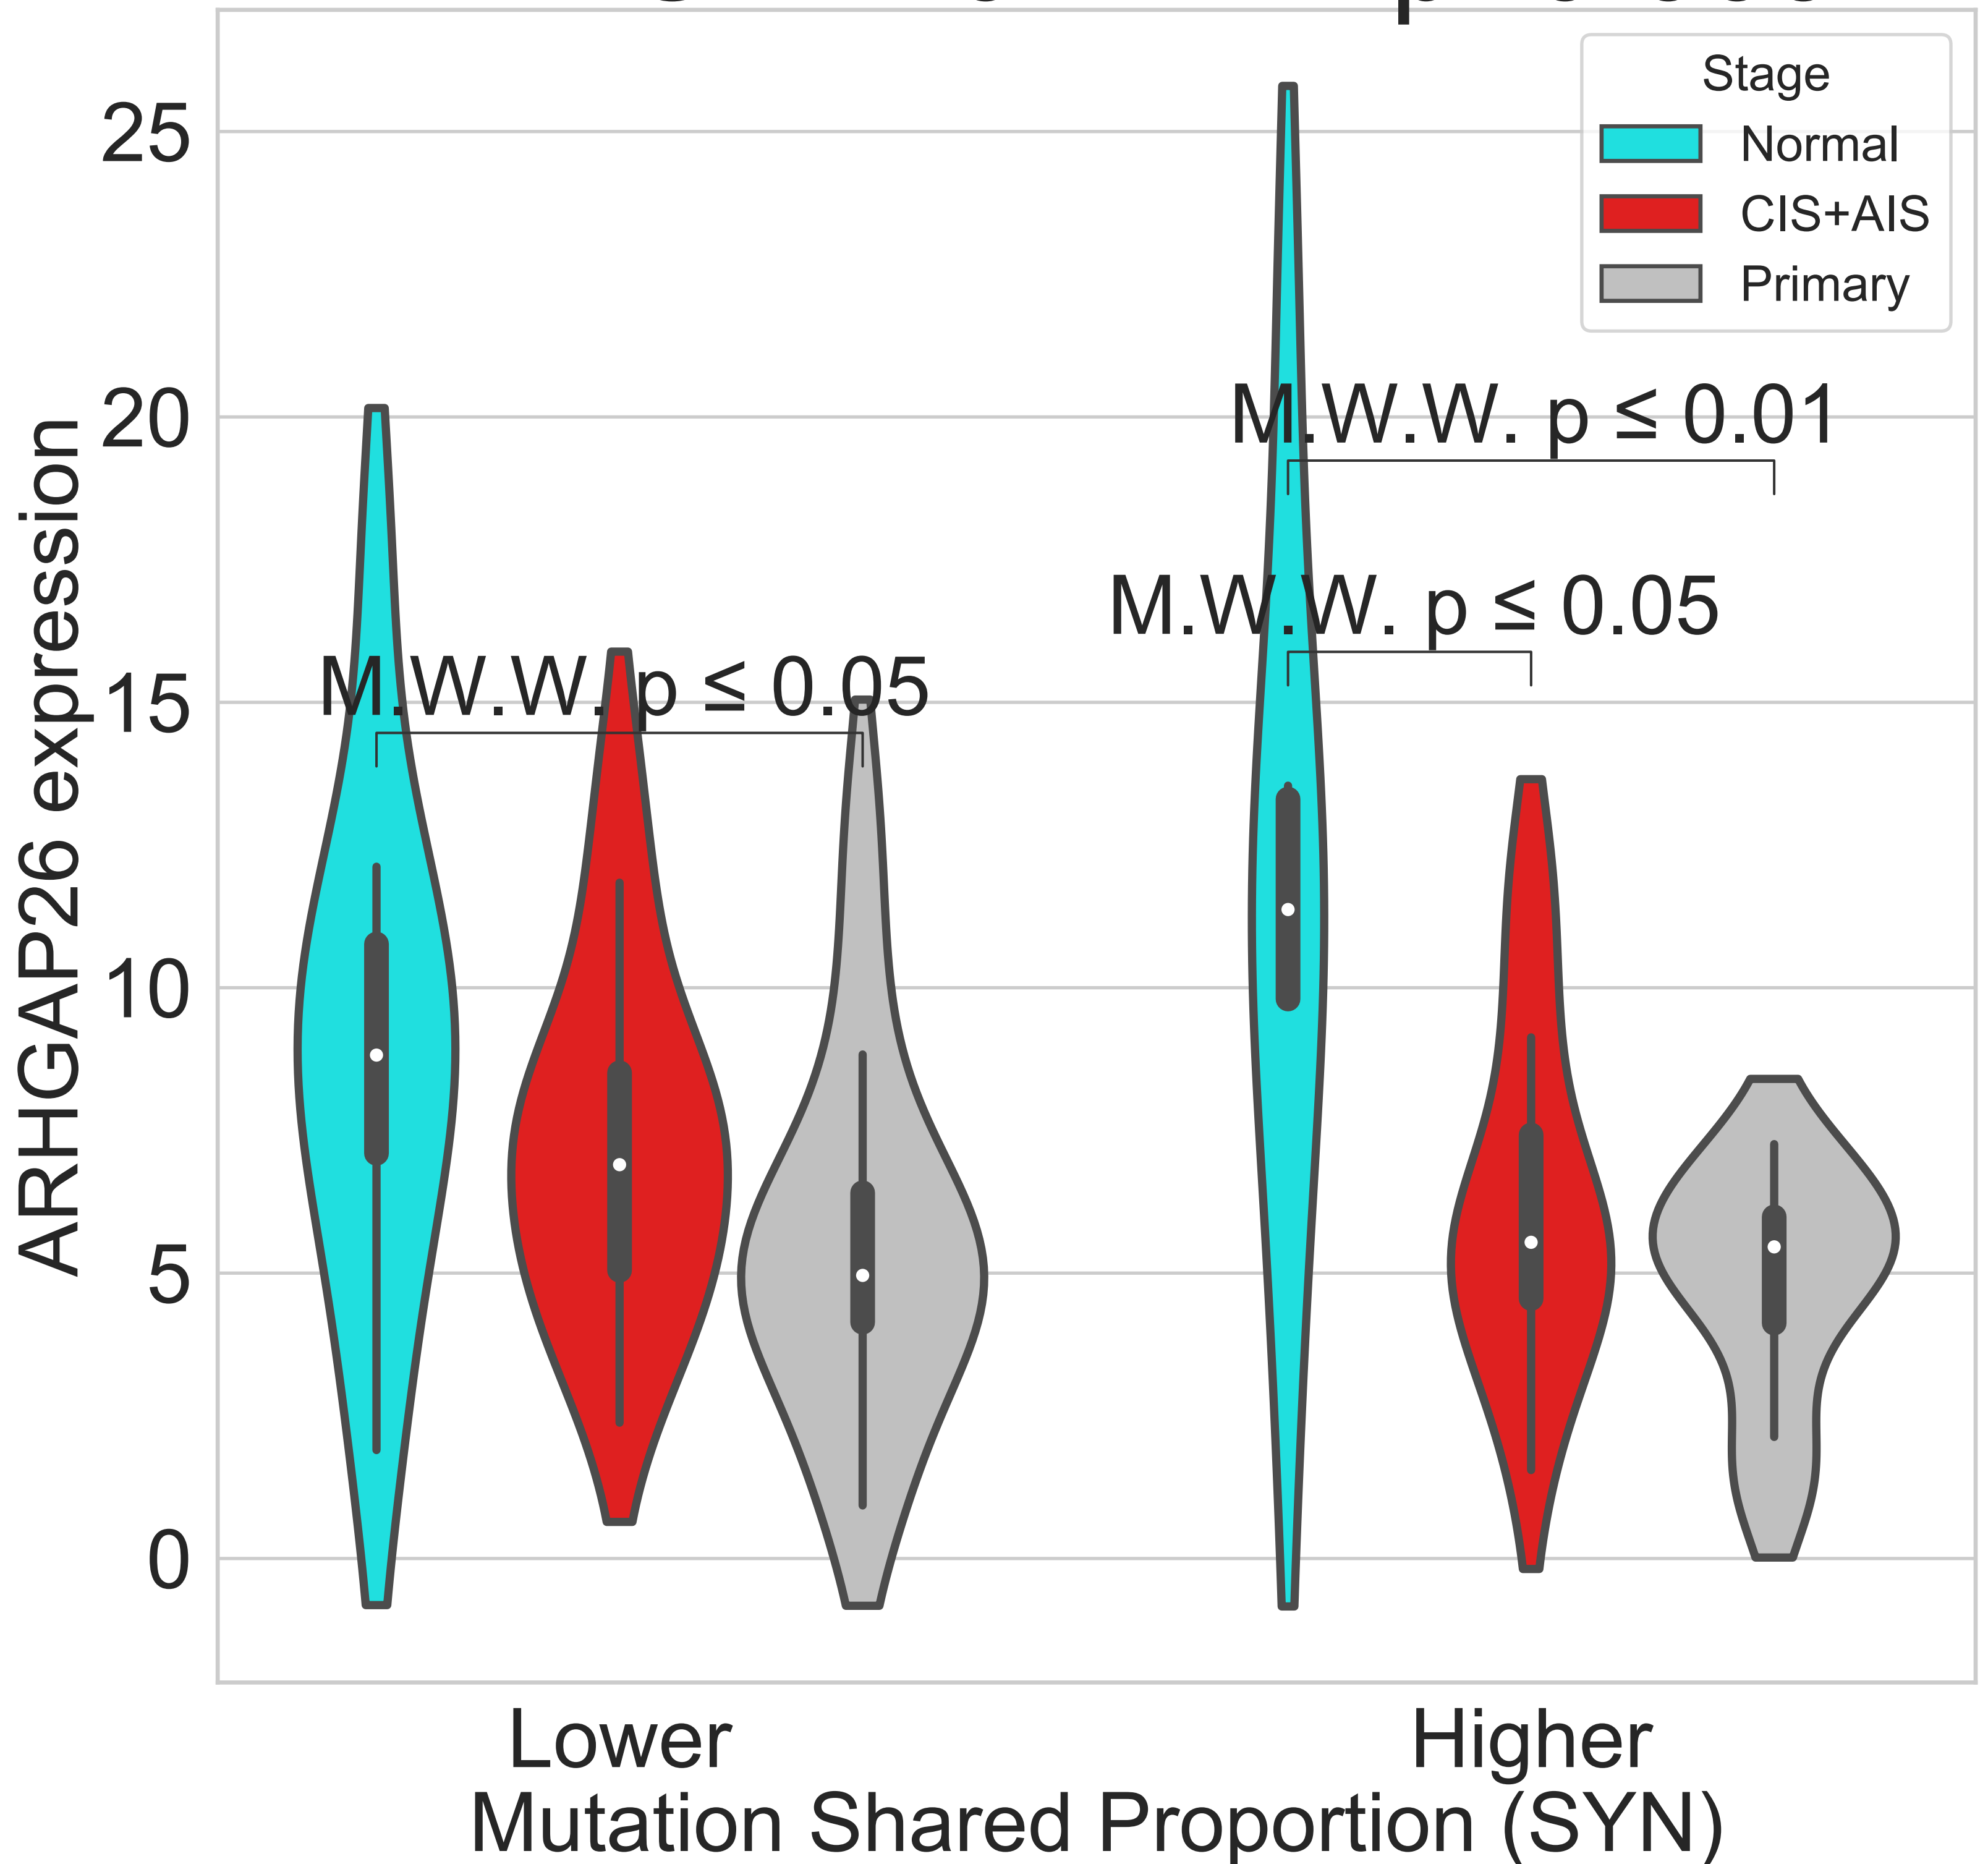 Stage
Normal
CIS+AIS
Primary
25
20
15
10
5
0
ARHGAP26 expression
M.W.W. p ≤ 0.01
M.W.W. p ≤ 0.05
M.W.W. p ≤ 0.05
Lower
Higher
Mutation Shared Proportion (SYN)